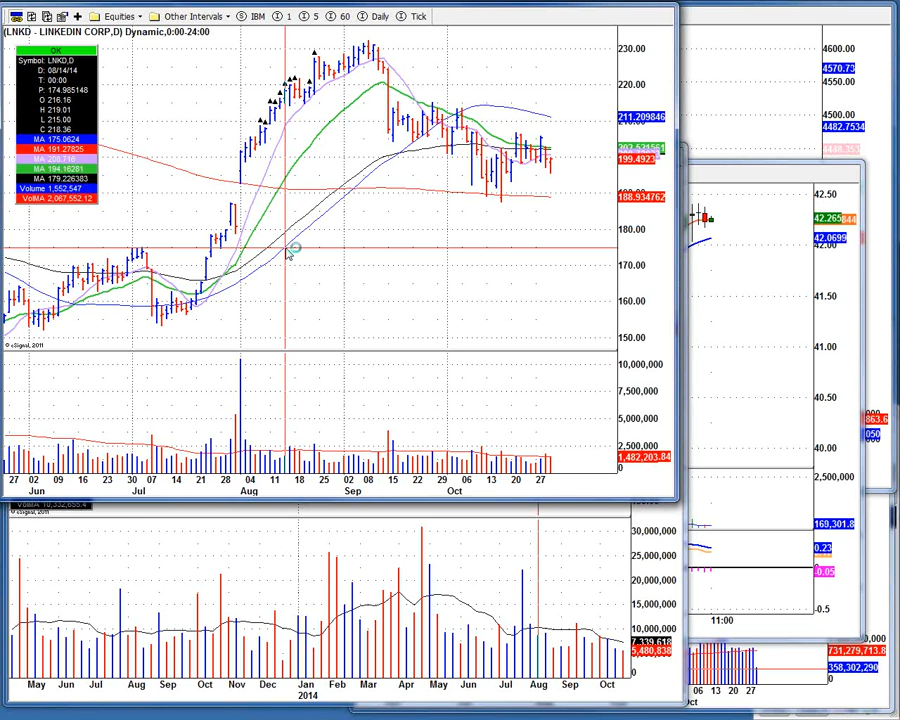 Equities Other Intervals IBM 1 5 60 Daily Tick
(LNKD - LINKEDIN CORP,D) Dynamic,0:00-24:00
OK
Symbol: LNKD,D
D: 08/14/14
T: 00:00
P: 174.985148
O 216.16
H 219.01
L 215.00
C 218.36
MA 175.0624
MA 191.27825
MA 208.716
MA 194.16281
MA 179.226383
Volume 1,552,547
VolMA 2,067,552.12
230.00
220.00
211.209846
199.4923
188.934762
180.00
170.00
160.00
150.00
© eSignal, 2011
10,000,000
7,500,000
5,000,000
2,500,000
1,482,203.84
0
27 02 09 16 23 30 07 14 21 28 04 11 18 25 02 08 15 22 29 06 13 20 27
Jun Jul Aug Sep Oct
4600.00
4570.73
4500.00
4482.7534
4448.353
42.50
42.265
42.0699
42.00
41.50
41.00
40.50
40.00
2,500,000
169,301.8
0.23
-0.05
-0.5
11:00
863.6
050
© eSignal, 2011
30,000,000
25,000,000
20,000,000
15,000,000
10,000,000
7,339,618
5,480,838
0
May Jun Jul Aug Sep Oct Nov Dec Jan Feb Mar Apr May Jun Jul Aug Sep Oct
2014
731,279,713.8
358,302,290
0
06 13 20 27
Oct